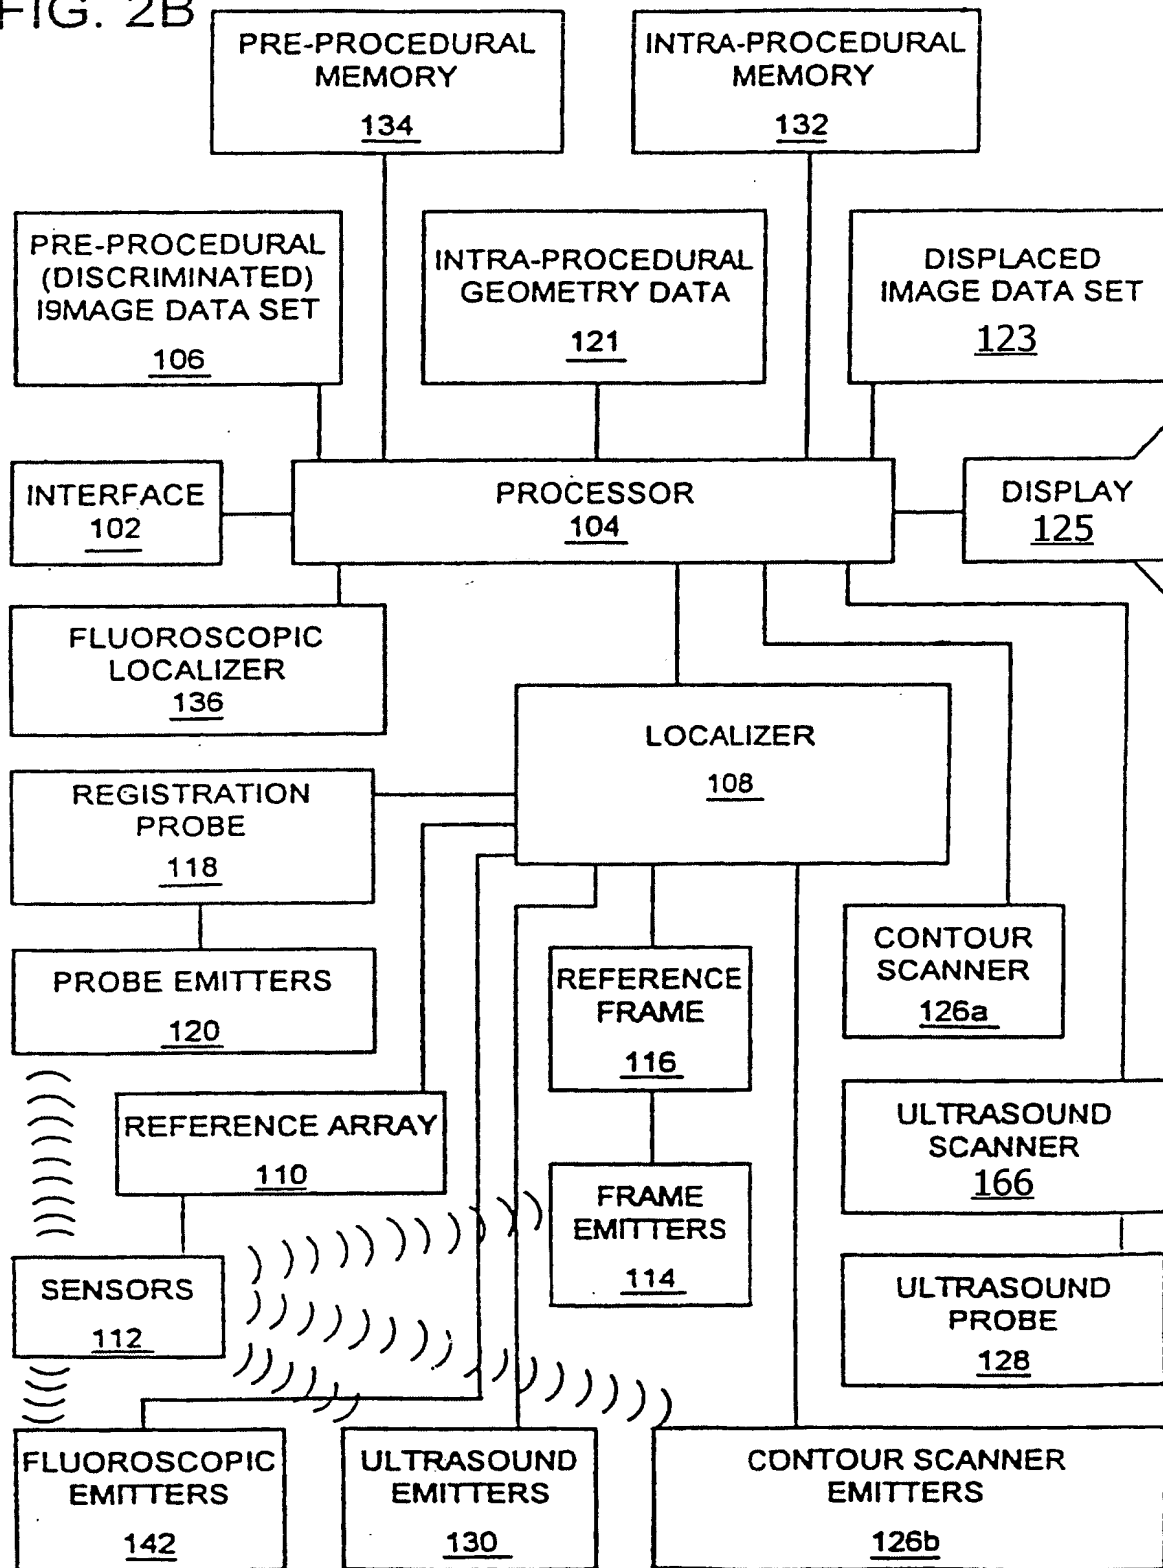 FIG. 2B
PRE-PROCEDURAL
MEMORY
134
INTRA-PROCEDURAL
MEMORY
132
PRE-PROCEDURAL
(DISCRIMINATED)
I9MAGE DATA SET
106
INTRA-PROCEDURAL
GEOMETRY DATA
121
DISPLACED
IMAGE DATA SET
123
INTERFACE
102
PROCESSOR
104
DISPLAY
125
FLUOROSCOPIC
LOCALIZER
136
LOCALIZER
108
REGISTRATION
PROBE
118
PROBE EMITTERS
120
REFERENCE
FRAME
116
CONTOUR
SCANNER
126a
REFERENCE ARRAY
110
ULTRASOUND
SCANNER
166
FRAME
EMITTERS
114
SENSORS
112
ULTRASOUND
PROBE
128
FLUOROSCOPIC
EMITTERS
142
ULTRASOUND
EMITTERS
130
CONTOUR SCANNER
EMITTERS
126b